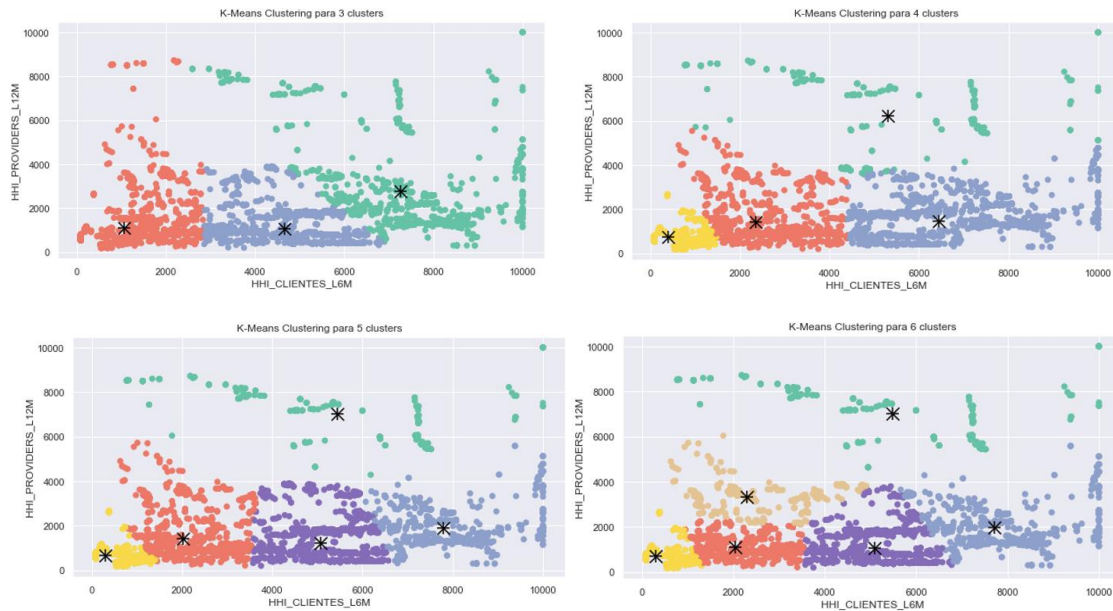 K-Means Clustering para 3 clusters
10000
8000
6000
4000
2000
0
HHI_PROVIDERS_L12M
0 2000 4000 6000 8000 10000
HHI_CLIENTES_L6M
K-Means Clustering para 4 clusters
10000
8000
6000
4000
2000
0
HHI_PROVIDERS_L12M
0 2000 4000 6000 8000 10000
HHI_CLIENTES_L6M
K-Means Clustering para 5 clusters
10000
8000
6000
4000
2000
0
HHI_PROVIDERS_L12M
0 2000 4000 6000 8000 10000
HHI_CLIENTES_L6M
K-Means Clustering para 6 clusters
10000
8000
6000
4000
2000
0
HHI_PROVIDERS_L12M
0 2000 4000 6000 8000 10000
HHI_CLIENTES_L6M